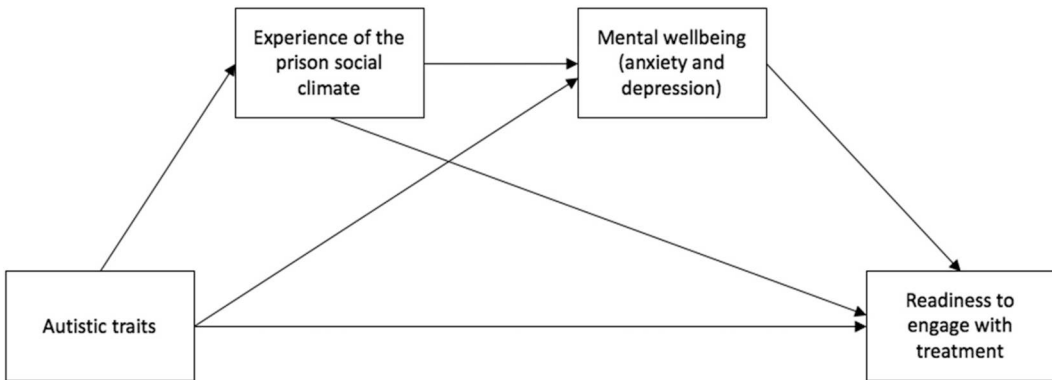 Experience of the
prison social
climate
Mental wellbeing
(anxiety and
depression)
Autistic traits
Readiness to
engage with
treatment